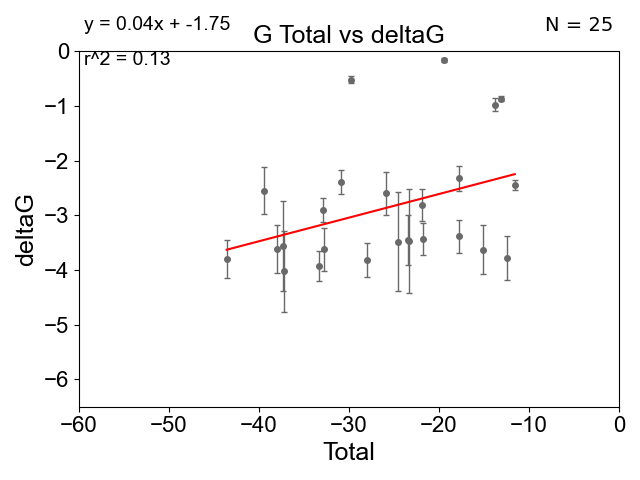 y = 0.04x + -1.75
N = 25
G Total vs deltaG
r^2 = 0.13
deltaG
0
−1
−2
−3
−4
−5
−6
−60
−50
−40
−30
−20
−10
0
Total